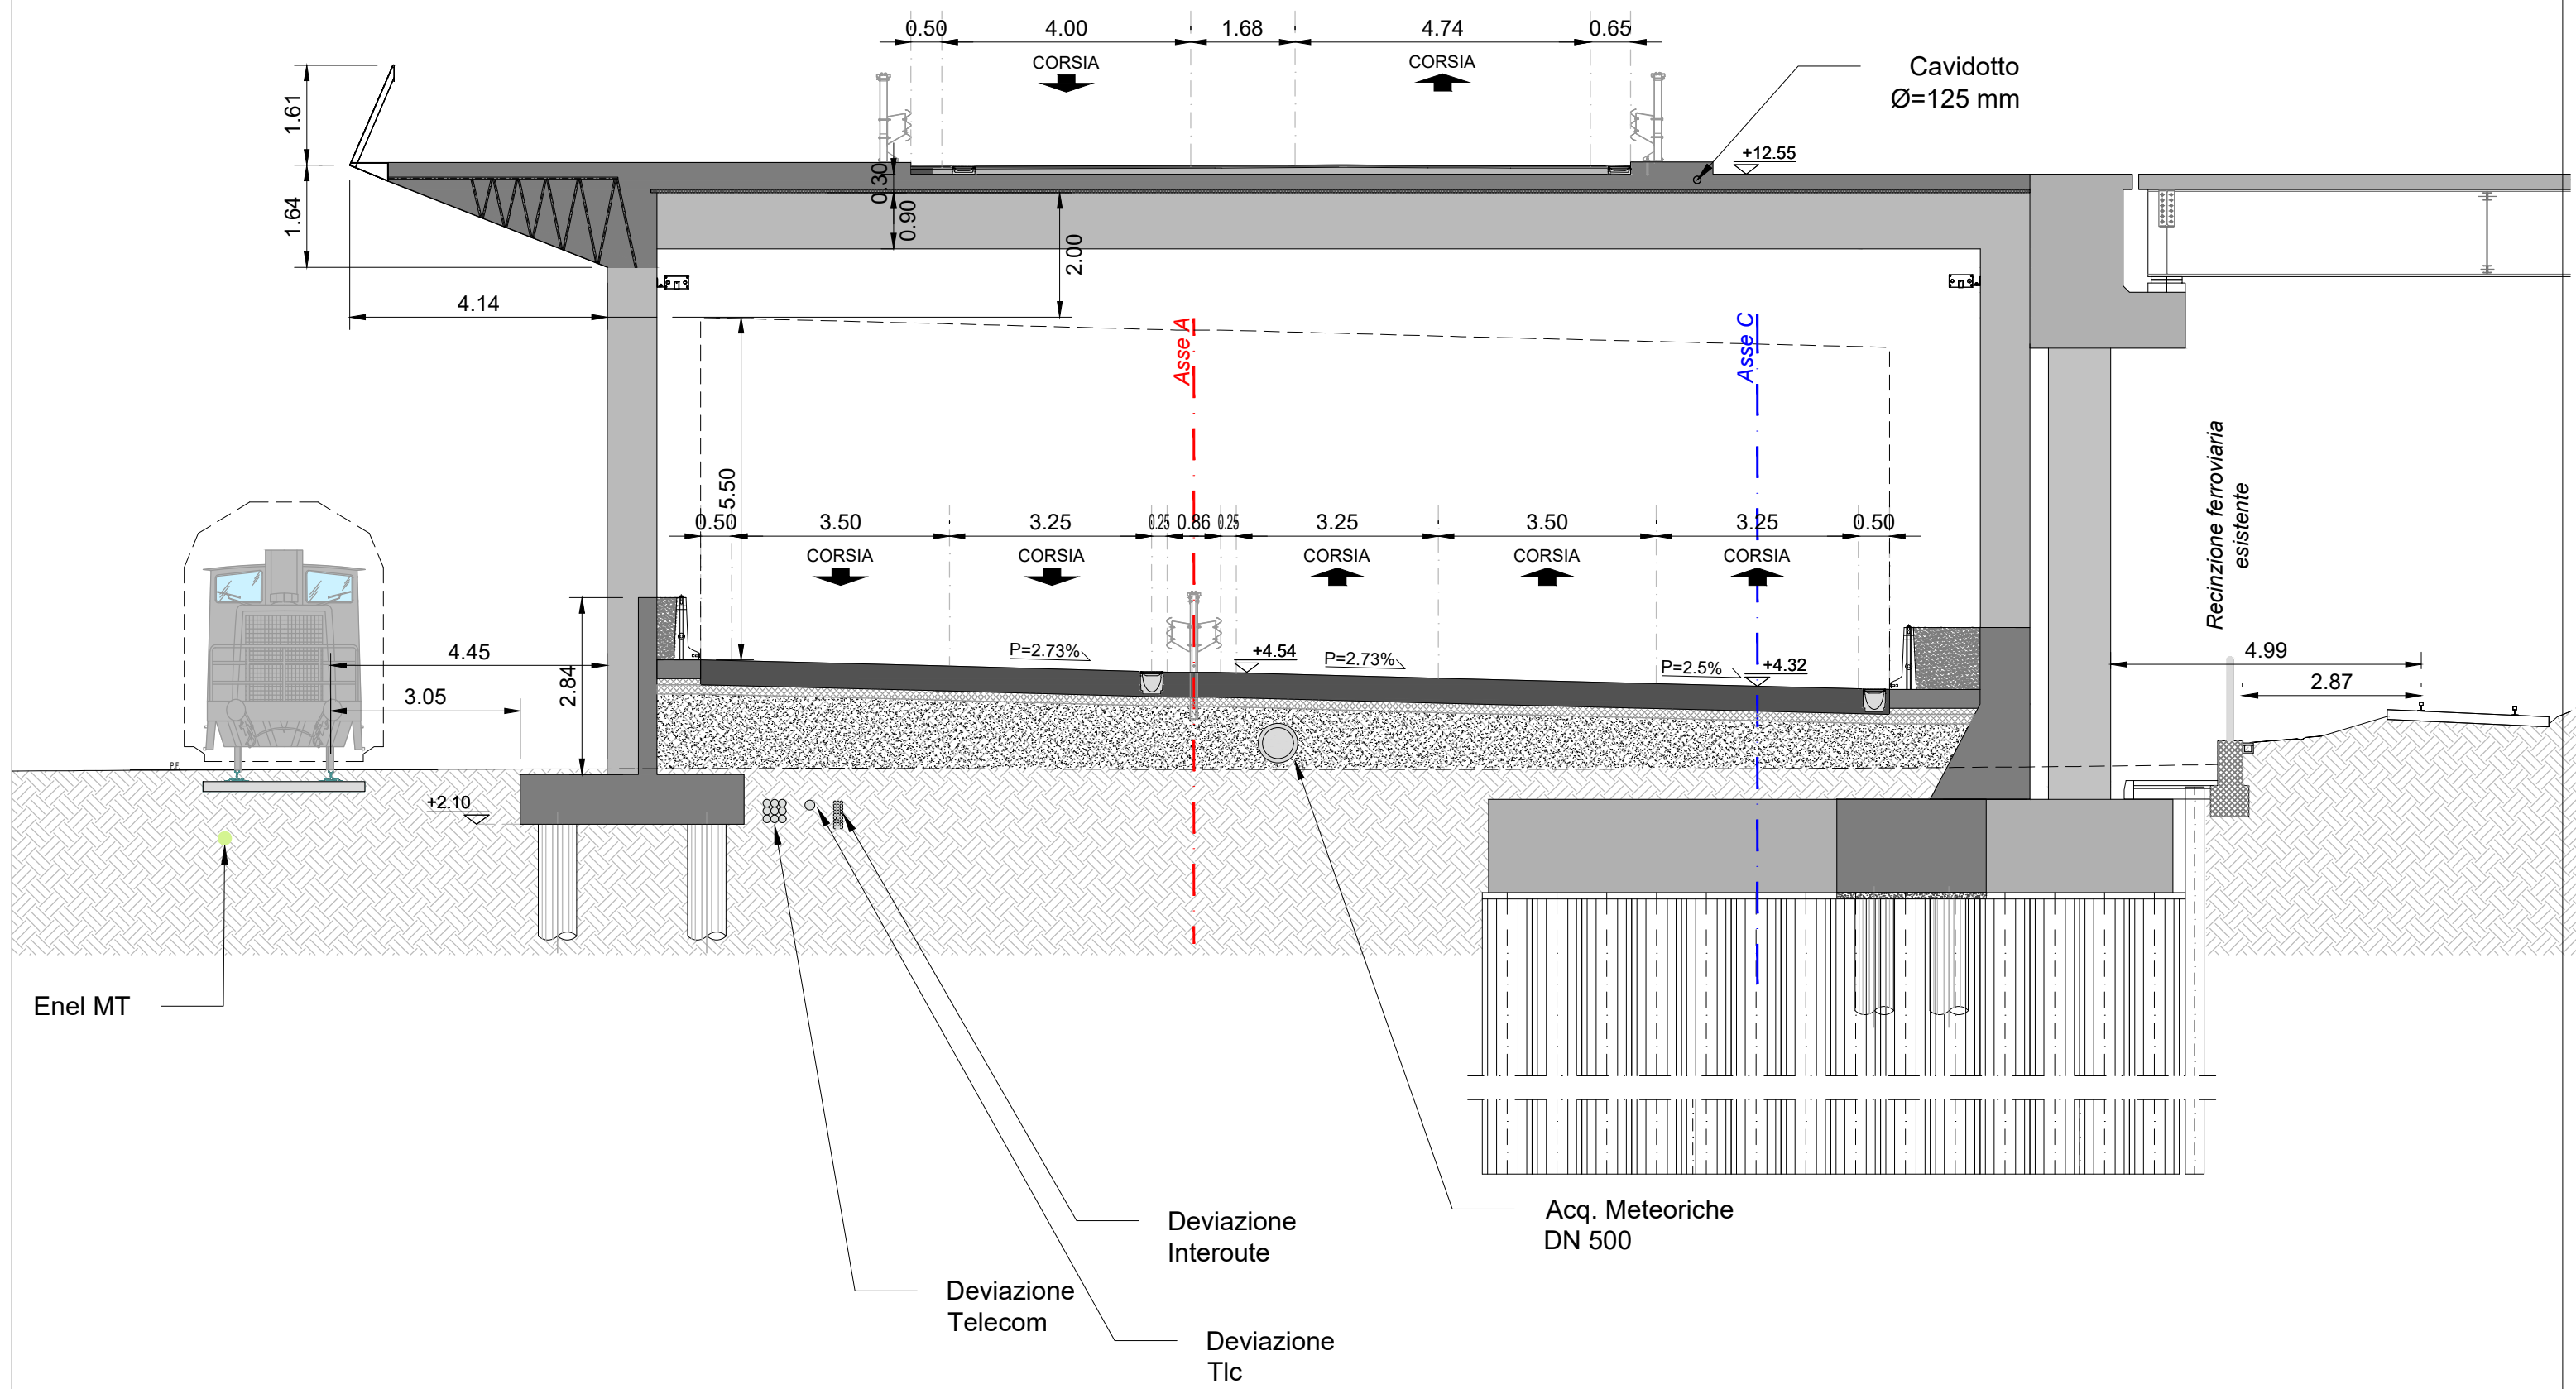 0.50 4.00 1.68 4.74 0.65
CORSIA CORSIA
Cavidotto
Ø=125 mm
1.61
+12.55
0.30
1.64
0.90
2.00
4.14
Asse A
Asse C
Recinzione ferroviaria
esistente
5.50
0.50 3.50 3.25 0.25 0.86 0.25 3.25 3.50 3.25 0.50
CORSIA CORSIA CORSIA CORSIA CORSIA
4.45
P=2.73%
+4.54
P=2.73%
P=2.5%
+4.32
4.99
2.84
3.05
2.87
P.F.
+2.10
Enel MT
Deviazione
Interoute
Acq. Meteoriche
DN 500
Deviazione
Telecom
Deviazione
Tlc